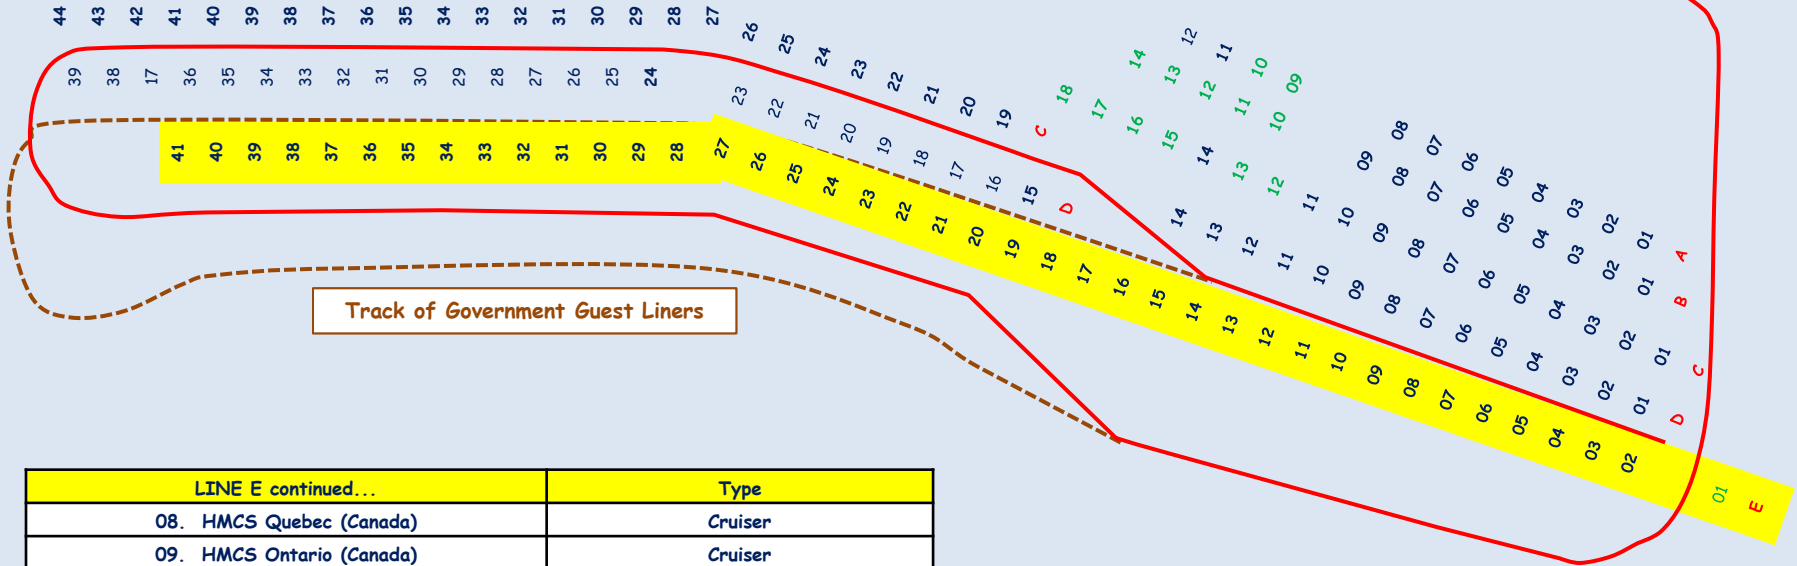 44 43 42 41 40 39 38 37 36 35 34 33 32 31 30 29 28 27 26 25 24 23 22 21 20 19 C
39 38 17 36 35 34 33 32 31 30 29 28 27 26 25 24 23 22 21 20 19 18 17 16 15 D
41 40 39 38 37 36 35 34 33 32 31 30 29 28 27 26 25 24 23 22 21 20 19 18 17 16 15 14 13 12 11 10 09 08 07 06 05 04 03 02 01 E
14 13 12 11 10
12 11 10 09
18 17 16 15
14 13 12 11 10 09 08 07 06 05 04 03 02 01 C
08 07 06 05 04 03 02 01 A
09 08 07 06 05 04 03 02 01 B
14 13 12 11 10 09 08 07 06 05 04 03 02 01 D
Track of Government Guest Liners
LINE E continued... Type
08. HMCS Quebec (Canada) Cruiser
09. HMCS Ontario (Canada) Cruiser